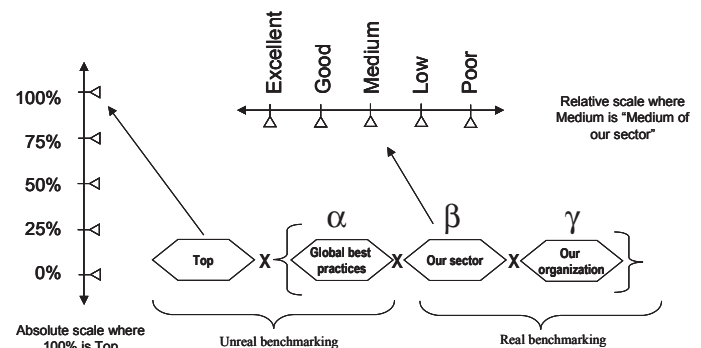 Excellent
Good
Medium
Low
Poor
100%
75%
50%
25%
0%
Relative scale where
Medium is “Medium of
our sector”
α
β
γ
Top
X
Global best
practices
X
Our sector
X
Our
organization
Absolute scale where
100% is Top
Unreal benchmarking
Real benchmarking